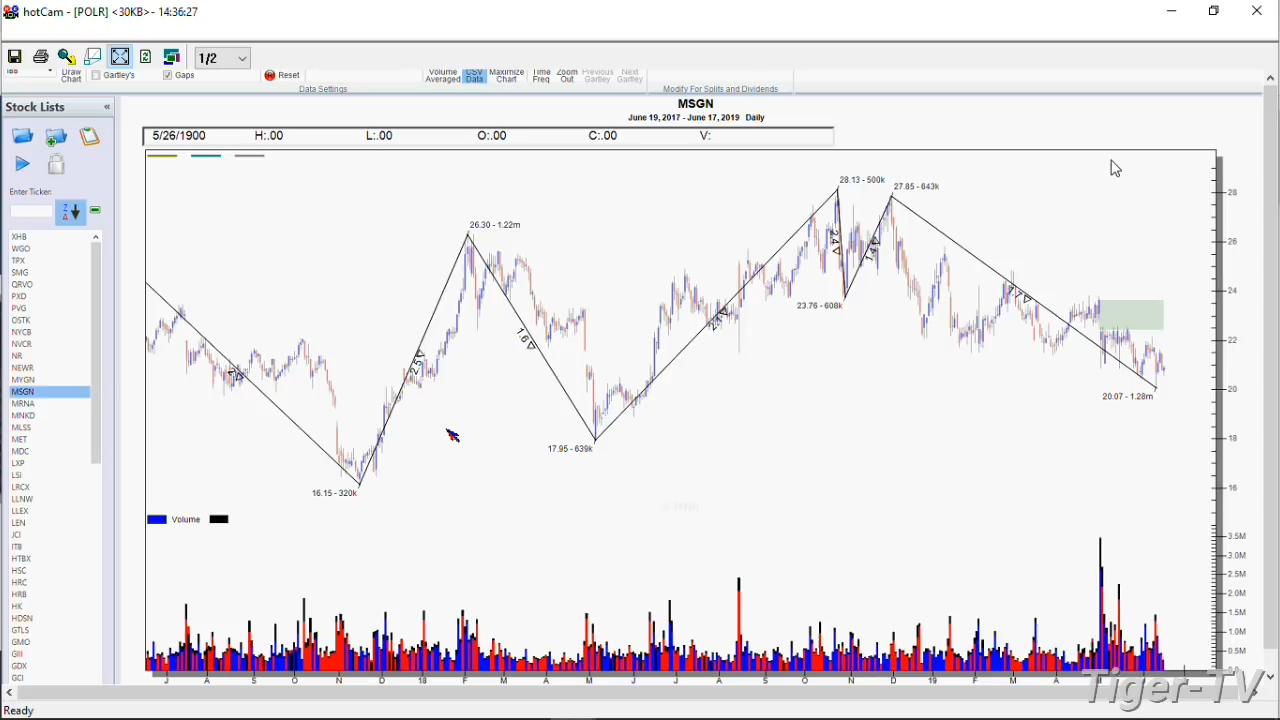 hotCam - [POLR] <30KB>- 14:36:27
1/2
Draw Chart
Gartley's
Gaps
Reset
Volume Averaged
CSV Data
Maximize Chart
Time Freq
Zoom Out
Previous Gartley
Next Gartley
Data Settings
Modify For Splits and Dividends
Stock Lists
«
MSGN
June 19, 2017 - June 17, 2019 Daily
5/26/1900 H:.00 L:.00 O:.00 C:.00 V:
Enter Ticker:
XHB
WGO
TPX
SMG
QRVO
PXD
PVG
OSTK
NYCB
NVCR
NR
NEWR
MYGN
MSGN
MRNA
MNKD
MLSS
MET
MDC
LXP
LSI
LRCX
LLNW
LLEX
LEN
JCI
ITB
HTBX
HSC
HRC
HRB
HK
HDSN
GTLS
GMO
GIII
GDX
GCI
28.13 - 500k
27.85 - 643k
26.30 - 1.22m
23.76 - 608k
20.07 - 1.28m
17.95 - 639k
16.15 - 320k
2.5
1.6
2.4
28
26
24
22
20
18
16
Volume
3.5M
3.0M
2.5M
2.0M
1.5M
1.0M
0.5M
J A S O N D 18 F M A M J J A S O N D 19 F M A M J
Tiger-TV
Ready